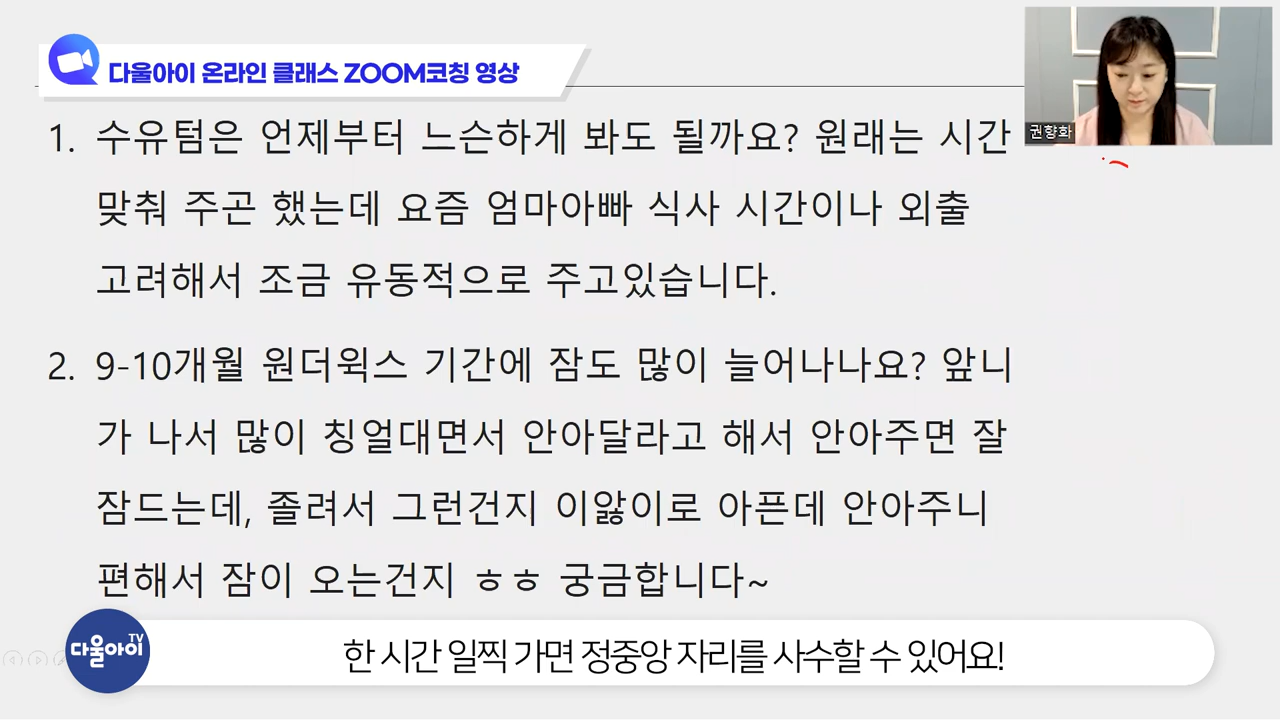 다울아이 온라인 클래스 ZOOM코칭 영상
권향화
1. 수유텀은 언제부터 느슨하게 봐도 될까요? 원래는 시간
맞춰 주곤 했는데 요즘 엄마아빠 식사 시간이나 외출
고려해서 조금 유동적으로 주고있습니다.
2. 9-10개월 원더윅스 기간에 잠도 많이 늘어나나요? 앞니
가 나서 많이 칭얼대면서 안아달라고 해서 안아주면 잘
잠드는데, 졸려서 그런건지 이앓이로 아픈데 안아주니
편해서 잠이 오는건지 ㅎㅎ 궁금합니다~
다울아이 TV
한 시간 일찍 가면 정중앙 자리를 사수할 수 있어요!